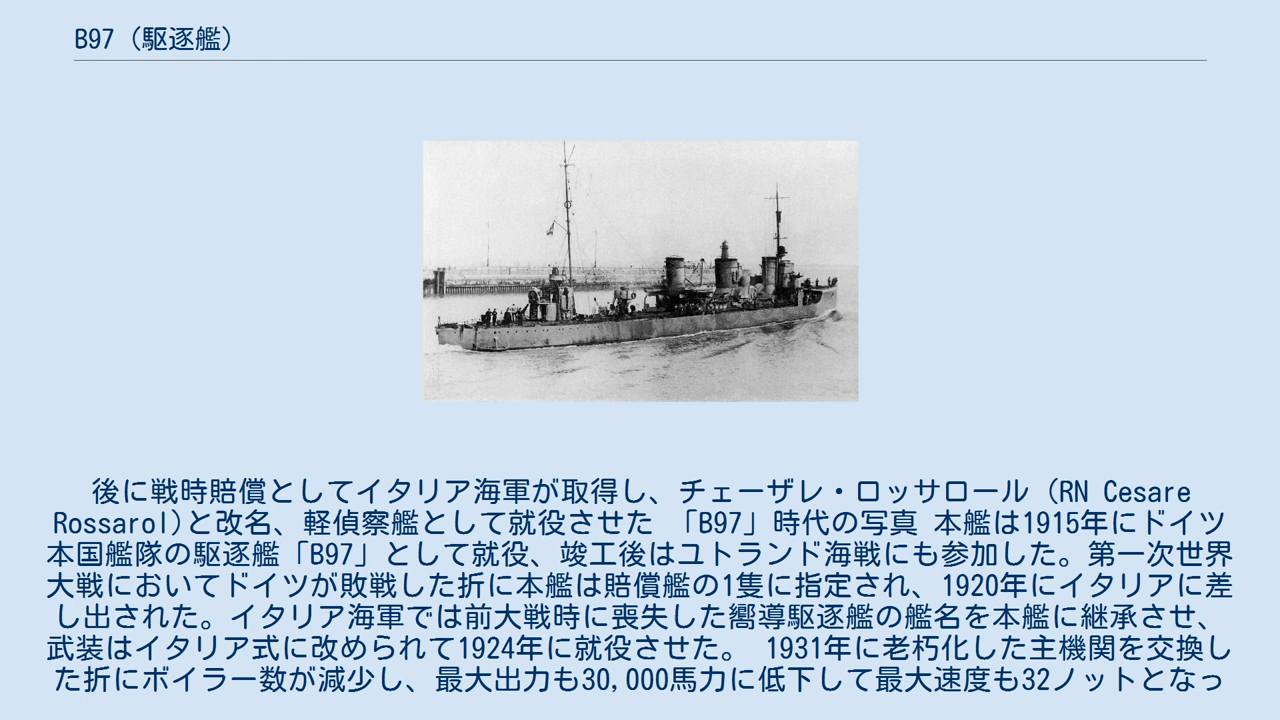 B97（駆逐艦）
後に戦時賠償としてイタリア海軍が取得し、チェーザレ・ロッサロール（RN Cesare
Rossarol)と改名、軽偵察艦として就役させた 「B97」時代の写真 本艦は1915年にドイツ
本国艦隊の駆逐艦「B97」として就役、竣工後はユトランド海戦にも参加した。第一次世界
大戦においてドイツが敗戦した折に本艦は賠償艦の1隻に指定され、1920年にイタリアに差
し出された。イタリア海軍では前大戦時に喪失した嚮導駆逐艦の艦名を本艦に継承させ、
武装はイタリア式に改められて1924年に就役させた。 1931年に老朽化した主機関を交換し
た折にボイラー数が減少し、最大出力も30,000馬力に低下して最大速度も32ノットとなっ